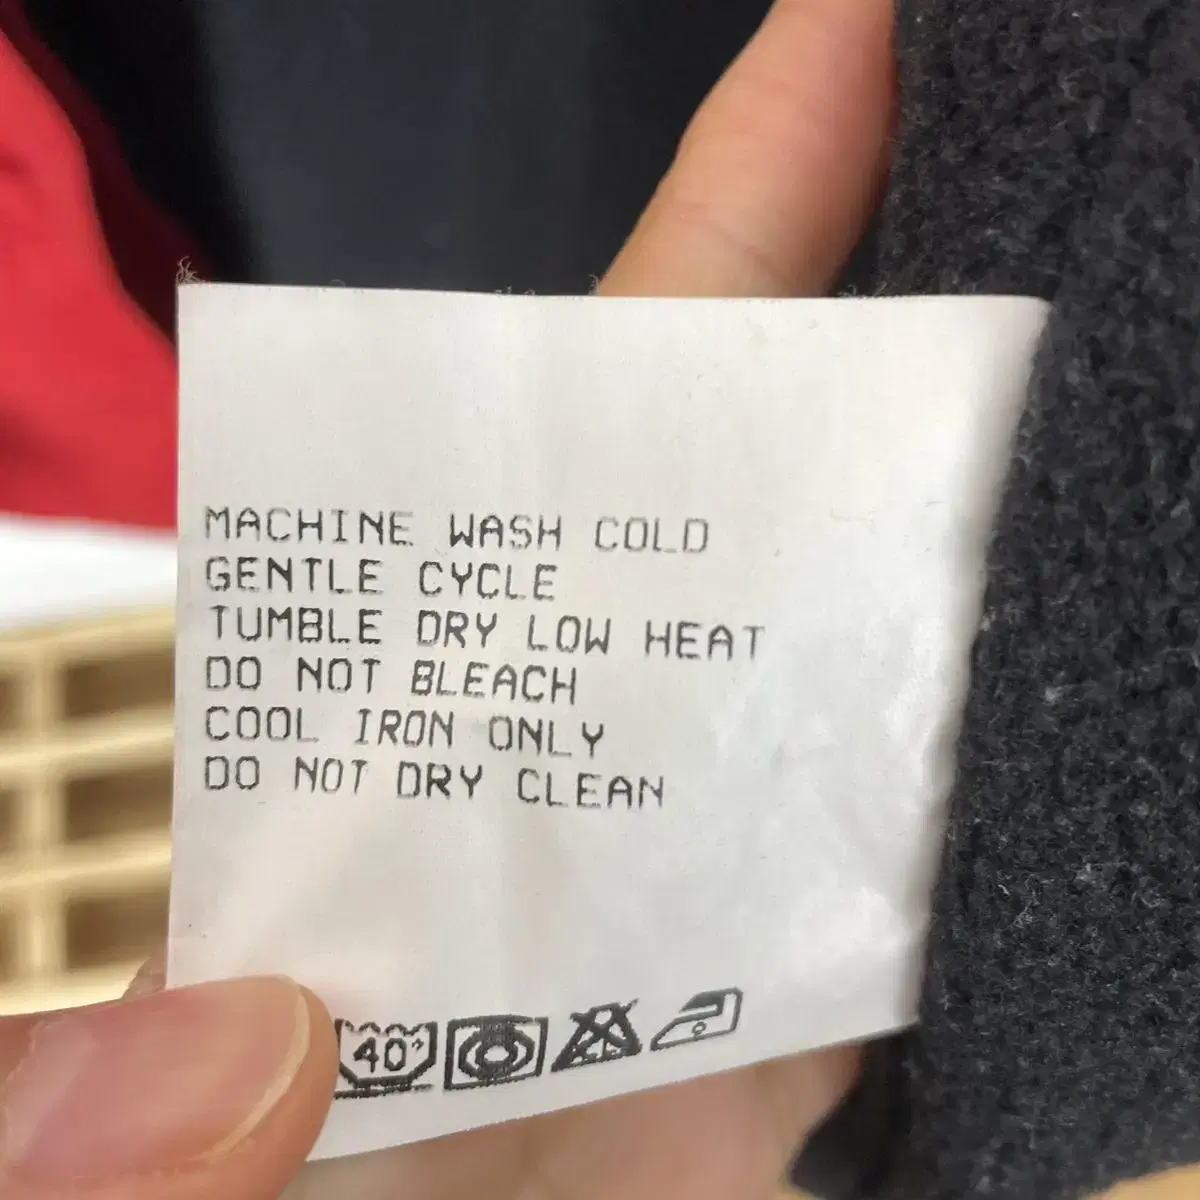 MACHINE WASH COLD
GENTLE CYCLE
TUMBLE DRY LOW HEAT
DO NOT BLEACH
COOL IRON ONLY
DO NOT DRY CLEAN
40°
CL